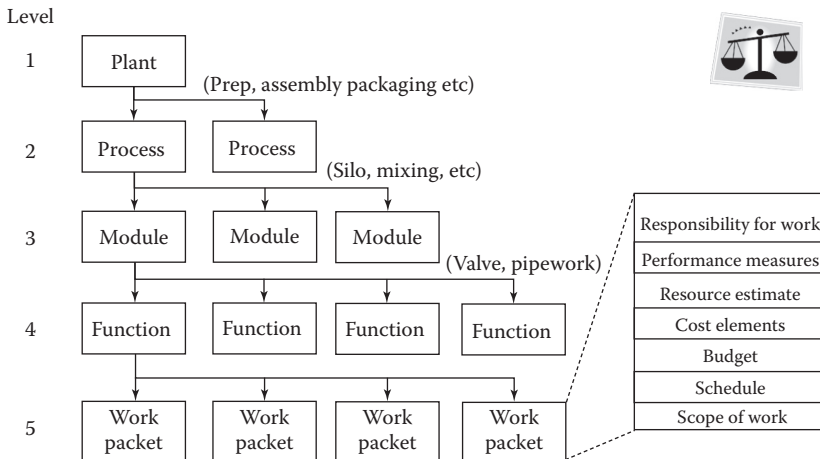 Level
1
Plant
(Prep, assembly packaging etc)
2
Process
Process
(Silo, mixing, etc)
3
Module
Module
Module
(Valve, pipework)
4
Function
Function
Function
Function
5
Work
packet
Work
packet
Work
packet
Work
packet
Responsibility for work
Performance measures
Resource estimate
Cost elements
Budget
Schedule
Scope of work